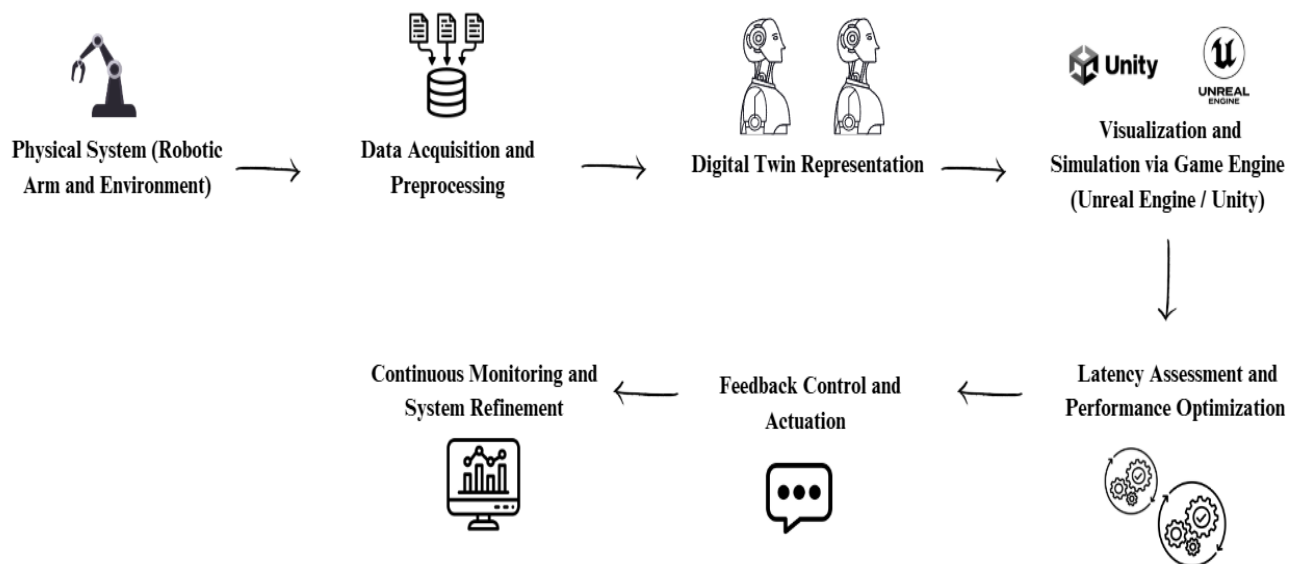 Unity
UNREAL
ENGINE
Physical System (Robotic
Arm and Environment)
Data Acquisition and
Preprocessing
Digital Twin Representation
Visualization and
Simulation via Game Engine
(Unreal Engine / Unity)
Continuous Monitoring and
System Refinement
Feedback Control and
Actuation
Latency Assessment and
Performance Optimization